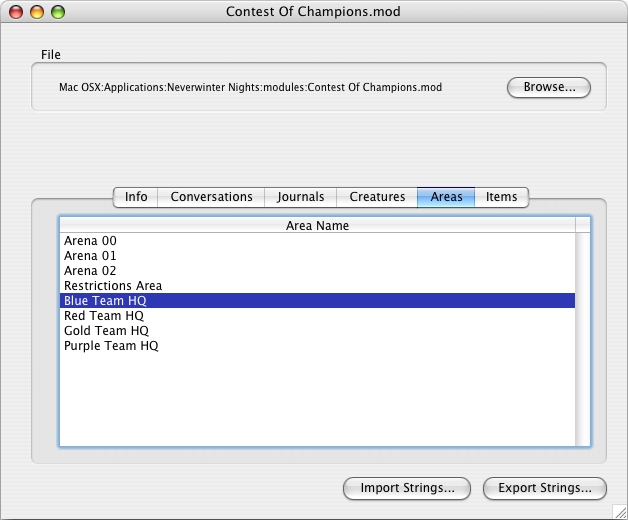 Contest Of Champions.mod
File
Mac OSX:Applications:Neverwinter Nights:modules:Contest Of Champions.mod
Browse...
Info Conversations Journals Creatures Areas Items
Area Name
Arena 00
Arena 01
Arena 02
Restrictions Area
Blue Team HQ
Red Team HQ
Gold Team HQ
Purple Team HQ
Import Strings... Export Strings...